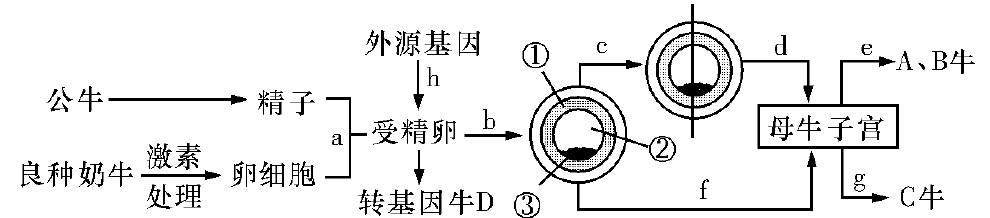 外源基因
h
公牛
精子
a
受精卵
b
良种奶牛
激素
处理
卵细胞
转基因牛D
①
②
③
c
d
e
A、B牛
母牛子宫
f
g
C牛